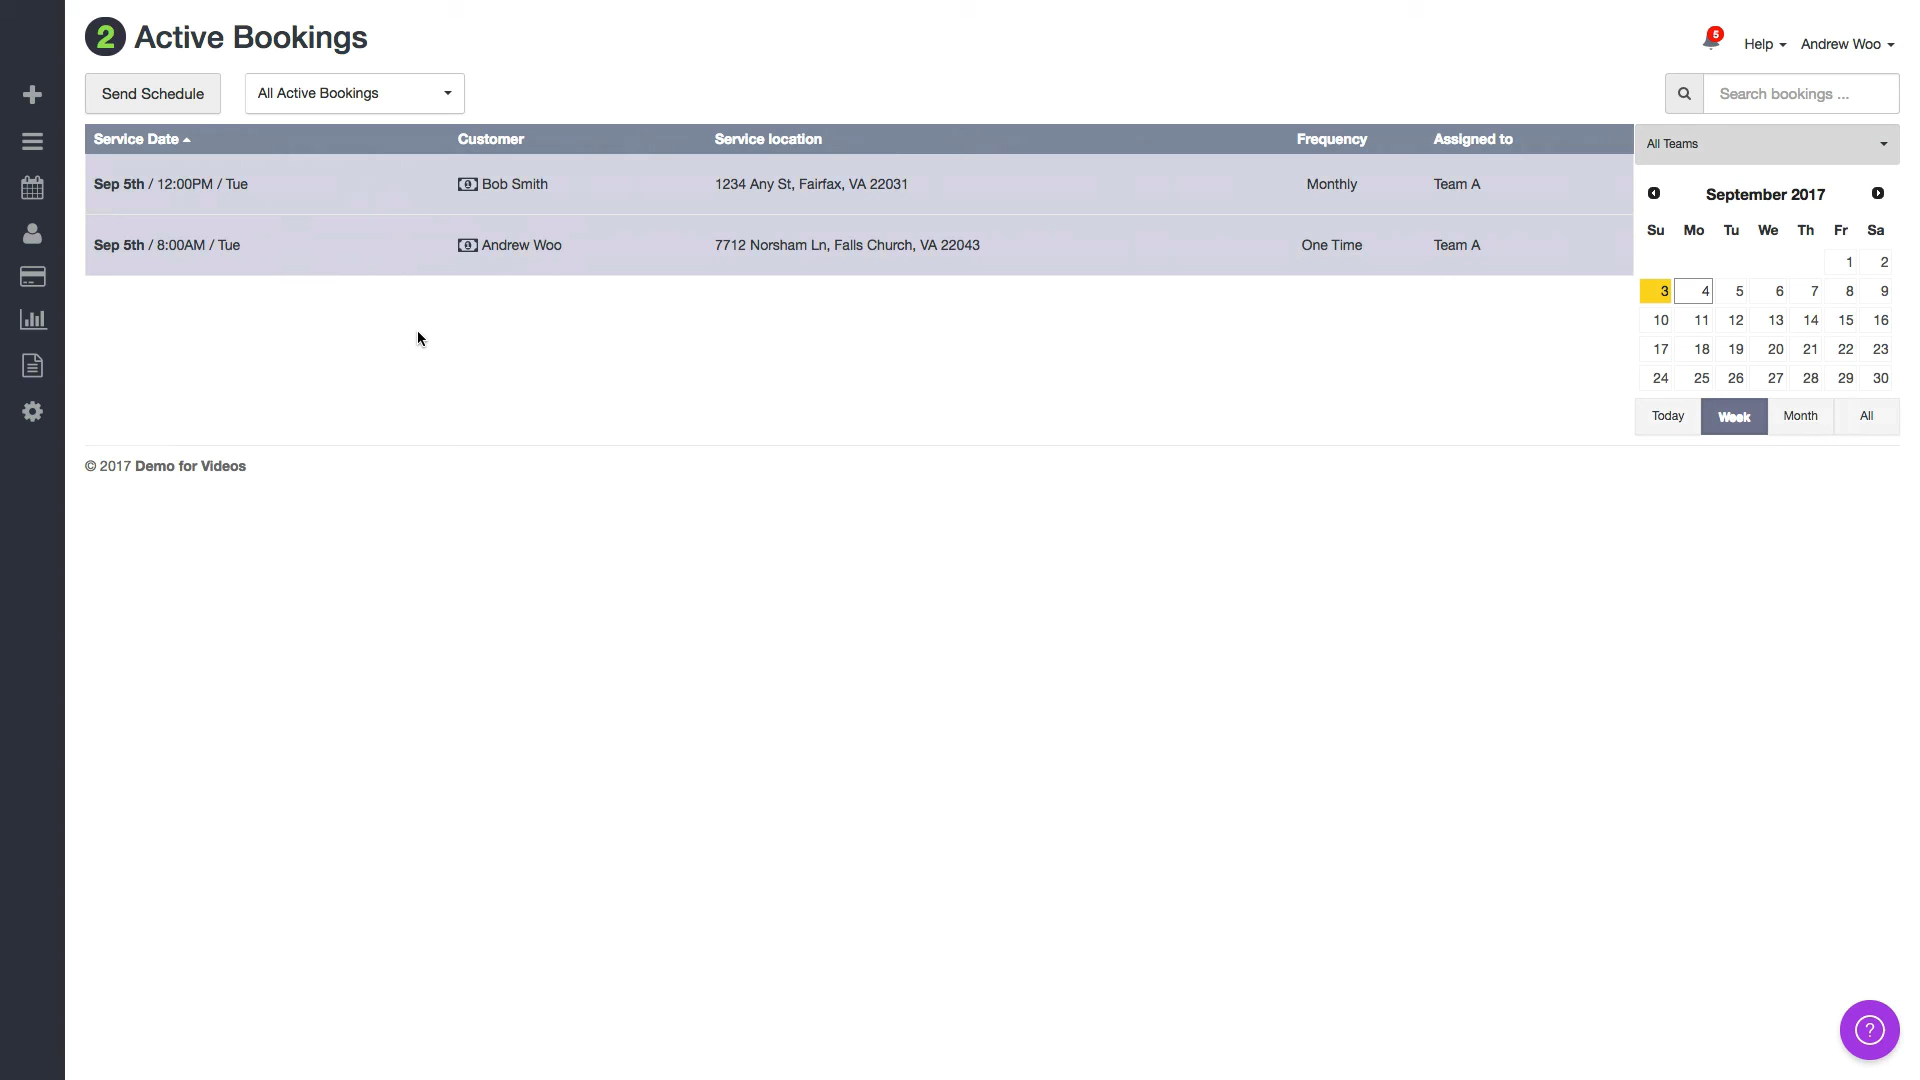 2 Active Bookings
5
Help
Andrew Woo
Send Schedule
All Active Bookings
Search bookings ...
Service Date Customer Service location Frequency Assigned to
Sep 5th / 12:00PM / Tue Bob Smith 1234 Any St, Fairfax, VA 22031 Monthly Team A
Sep 5th / 8:00AM / Tue Andrew Woo 7712 Norsham Ln, Falls Church, VA 22043 One Time Team A
All Teams
September 2017
Su Mo Tu We Th Fr Sa
1 2
3 4 5 6 7 8 9
10 11 12 13 14 15 16
17 18 19 20 21 22 23
24 25 26 27 28 29 30
Today Week Month All
© 2017 Demo for Videos
?